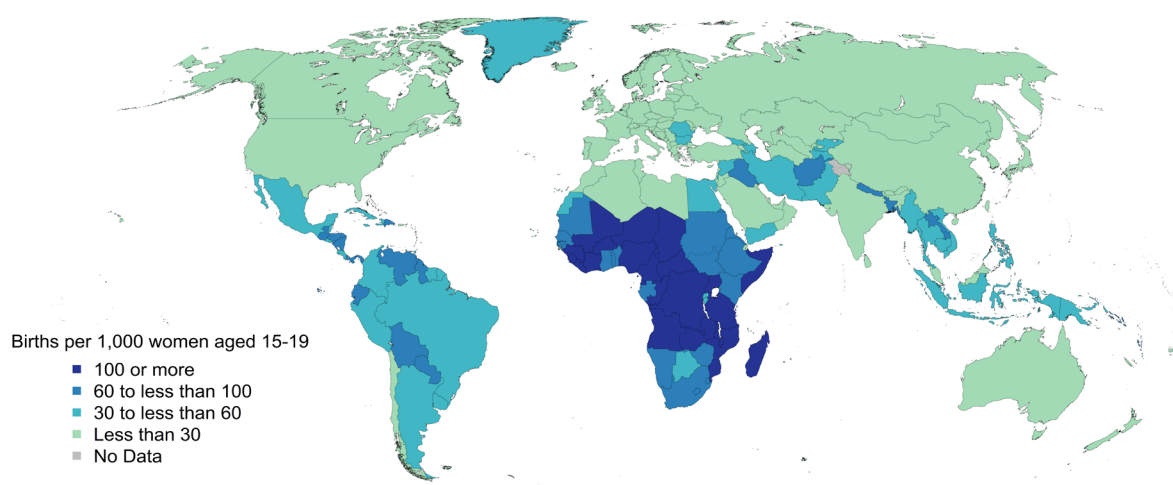 Births per 1,000 women aged 15-19
100 or more
60 to less than 100
30 to less than 60
Less than 30
No Data